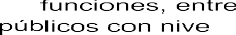 funciones, entre
públicos con nive